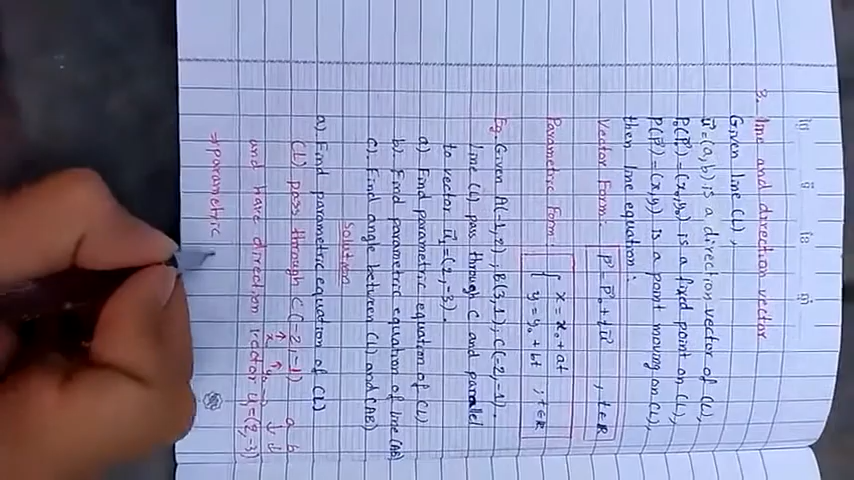 3. line and direction vector
Given line (L),
u⃗ = (a,b) is a direction vector of (L),
P₀(P⃗₀) = (x₀,y₀) is a fixed point on (L),
P(P⃗) = (x,y) is a point moving on (L),
then line equation:
Vector Form: P⃗ = P⃗₀ + tu⃗ , t∈ℝ
Parametric Form: { x = x₀ + at
y = y₀ + bt ; t∈ℝ
Eg. Given A(-1,2), B(3,1), C(-2,-1).
line (L) pass through C and parallel
to vector u⃗₁ = (2,-3).
a) Find parametric equation of (L)
b). Find parametric equation of line (AB)
c). Find angle between (L) and (AB)
Solution
a) Find parametric equation of (L)
(L) pass through C(-2,-1)
x₀ y₀ a b
and have direction vector u⃗₁ = (2,-3)
⇒ parametric